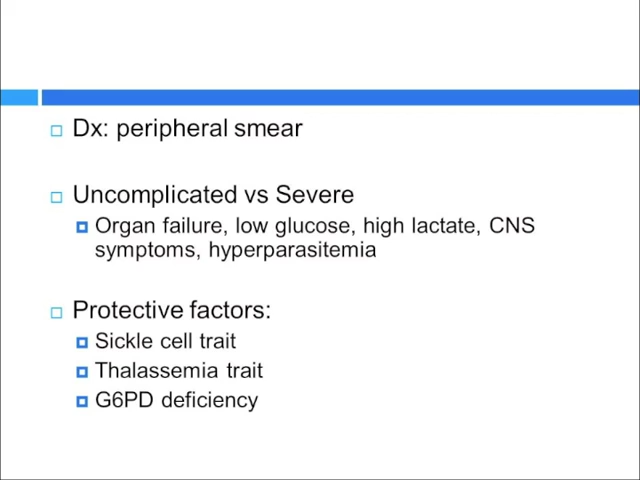 Dx: peripheral smear
Uncomplicated vs Severe
Organ failure, low glucose, high lactate, CNS
symptoms, hyperparasitemia
Protective factors:
Sickle cell trait
Thalassemia trait
G6PD deficiency